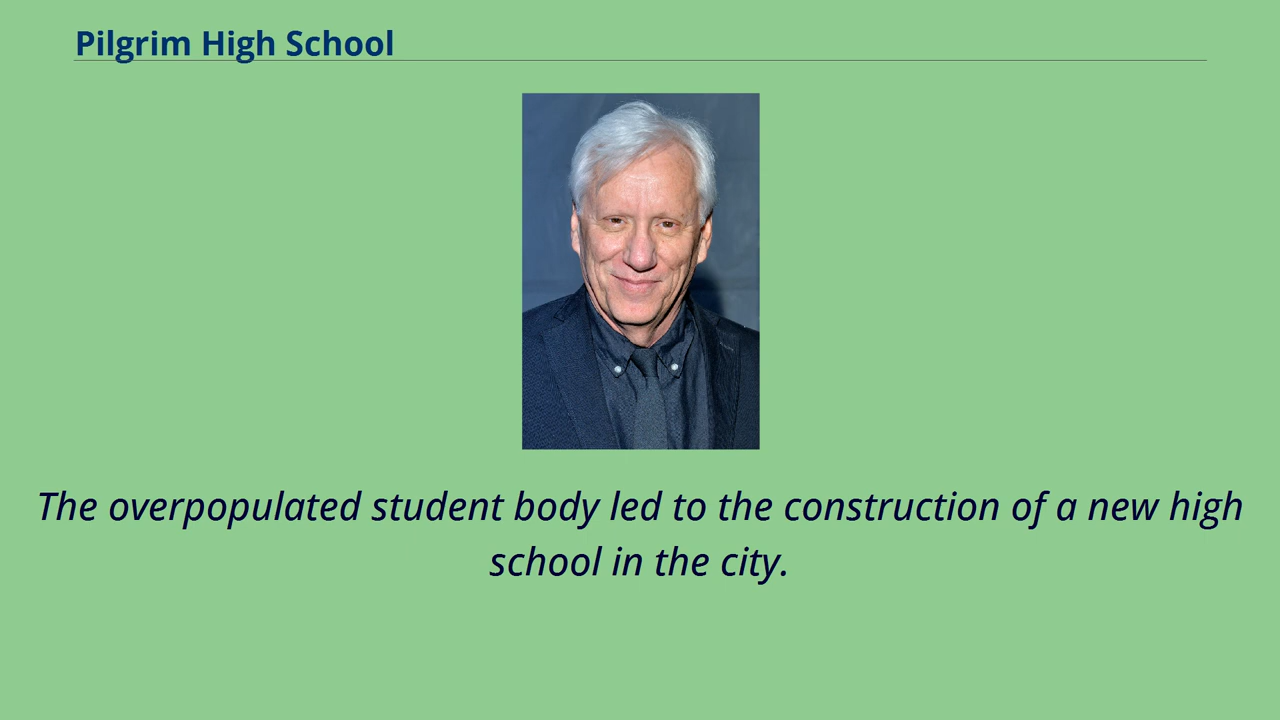 Pilgrim High School
The overpopulated student body led to the construction of a new high
school in the city.